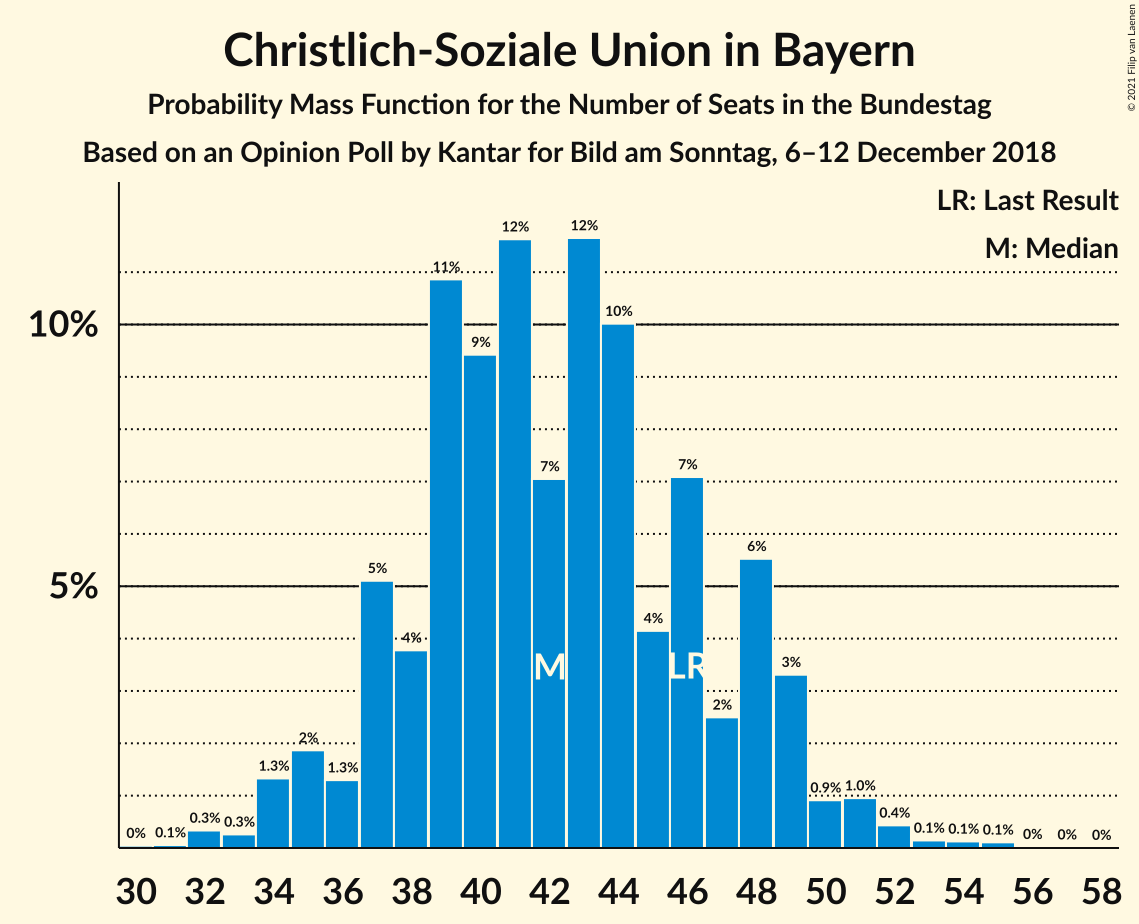 Christlich-Soziale Union in Bayern
Probability Mass Function for the Number of Seats in the Bundestag
Based on an Opinion Poll by Kantar for Bild am Sonntag, 6–12 December 2018
© 2021 Filip van Laenen
LR: Last Result
M: Median
10%
5%
0% 0.1% 0.3% 0.3% 1.3% 2% 1.3% 5% 4% 11% 9% 12% 7% 12% 10% 4% 7% 2% 6% 3% 0.9% 1.0% 0.4% 0.1% 0.1% 0.1% 0% 0% 0%
M LR
30 32 34 36 38 40 42 44 46 48 50 52 54 56 58